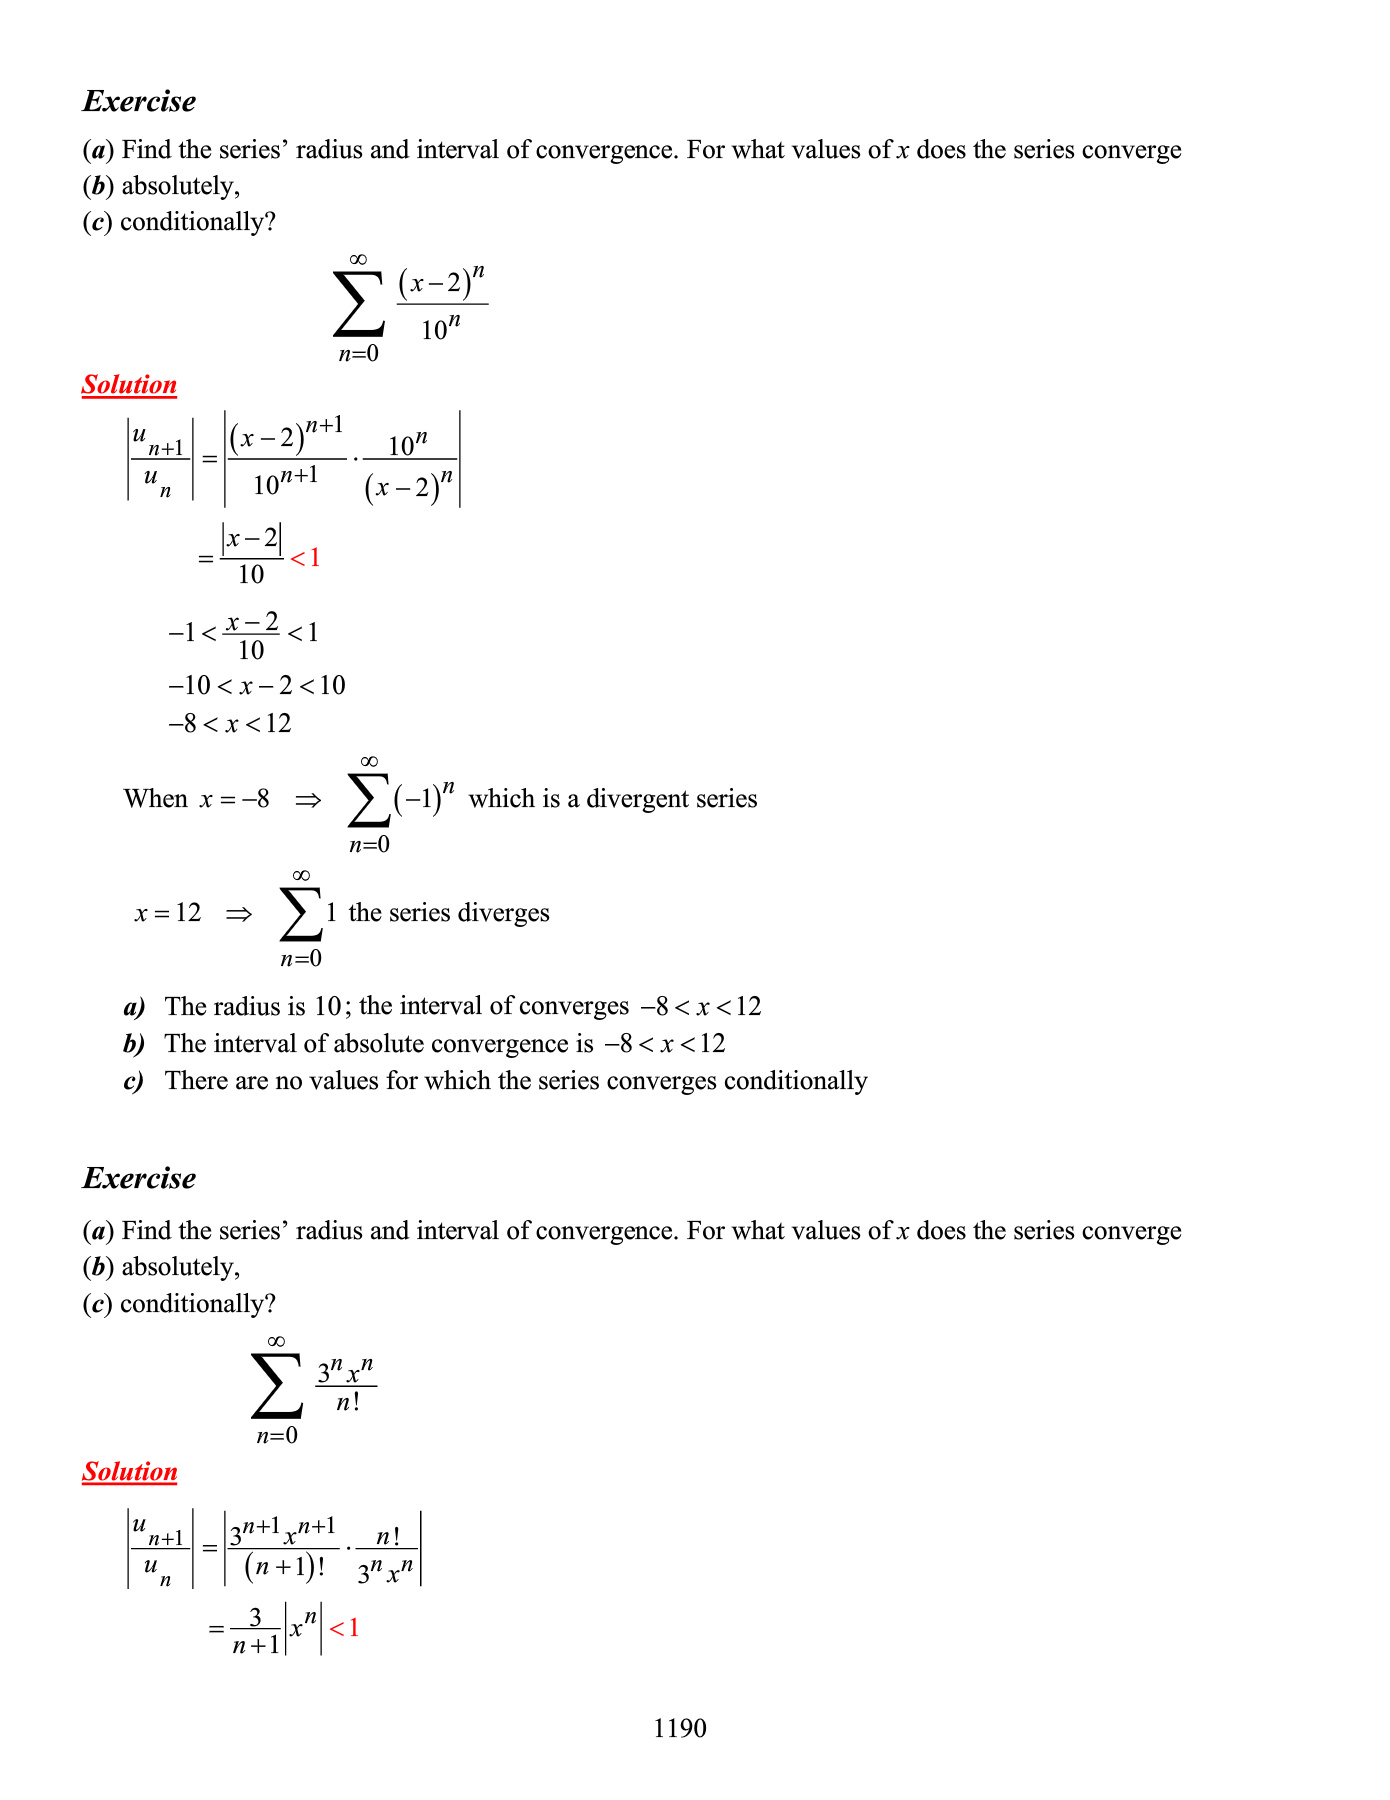 Exercise
(a) Find the series’ radius and interval of convergence. For what values of x does the series converge
(b) absolutely,
(c) conditionally?
\sum_{n=0}^{\infty} \frac{(x-2)^n}{10^n}
Solution
\left|\frac{u_{n+1}}{u_n}\right| = \left|\frac{(x-2)^{n+1}}{10^{n+1}} \cdot \frac{10^n}{(x-2)^n}\right|
= \frac{|x-2|}{10} < 1
-1 < \frac{x-2}{10} < 1
−10 < x − 2 < 10
−8 < x < 12
When x = −8 ⇒ \sum_{n=0}^{\infty} (-1)^n which is a divergent series
x = 12 ⇒ \sum_{n=0}^{\infty} 1 the series diverges
a) The radius is 10; the interval of converges −8 < x < 12
b) The interval of absolute convergence is −8 < x < 12
c) There are no values for which the series converges conditionally
Exercise
(a) Find the series’ radius and interval of convergence. For what values of x does the series converge
(b) absolutely,
(c) conditionally?
\sum_{n=0}^{\infty} \frac{3^n x^n}{n!}
Solution
\left|\frac{u_{n+1}}{u_n}\right| = \left|\frac{3^{n+1} x^{n+1}}{(n+1)!} \cdot \frac{n!}{3^n x^n}\right|
= \frac{3}{n+1} \left|x^n\right| < 1
1190